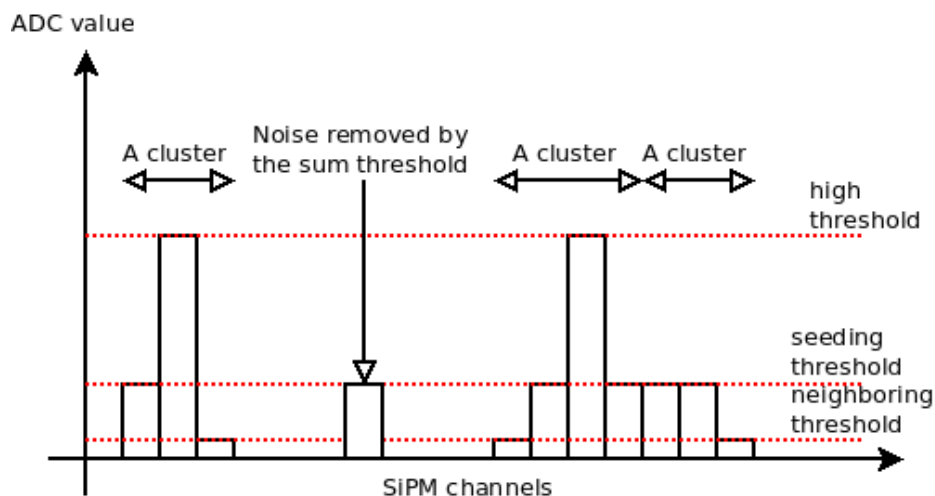 ADC value
Noise removed by
the sum threshold
A cluster
A cluster
A cluster
high
threshold
seeding
threshold
neighboring
threshold
SiPM channels